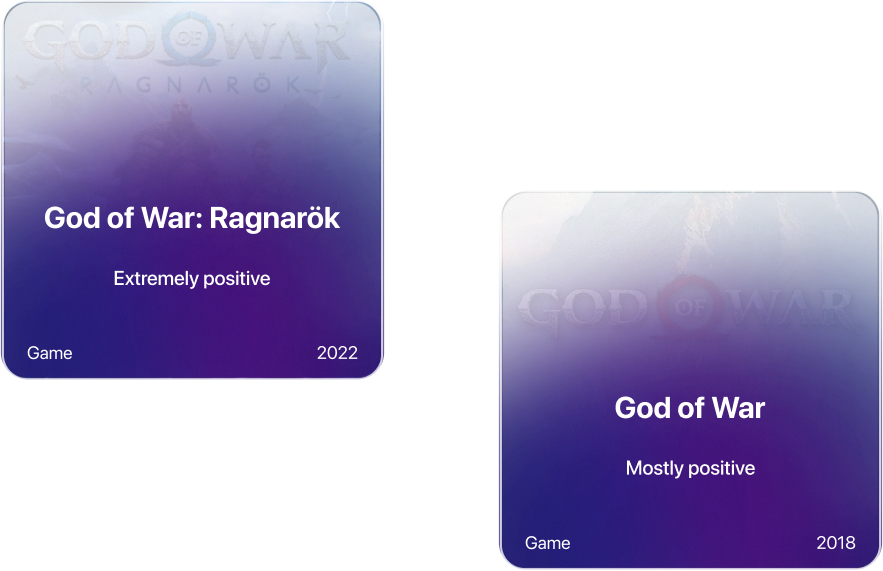 GOD OF WAR
RAGNARÖK
God of War: Ragnarök
Extremely positive
Game 2022
GOD OF WAR
God of War
Mostly positive
Game 2018